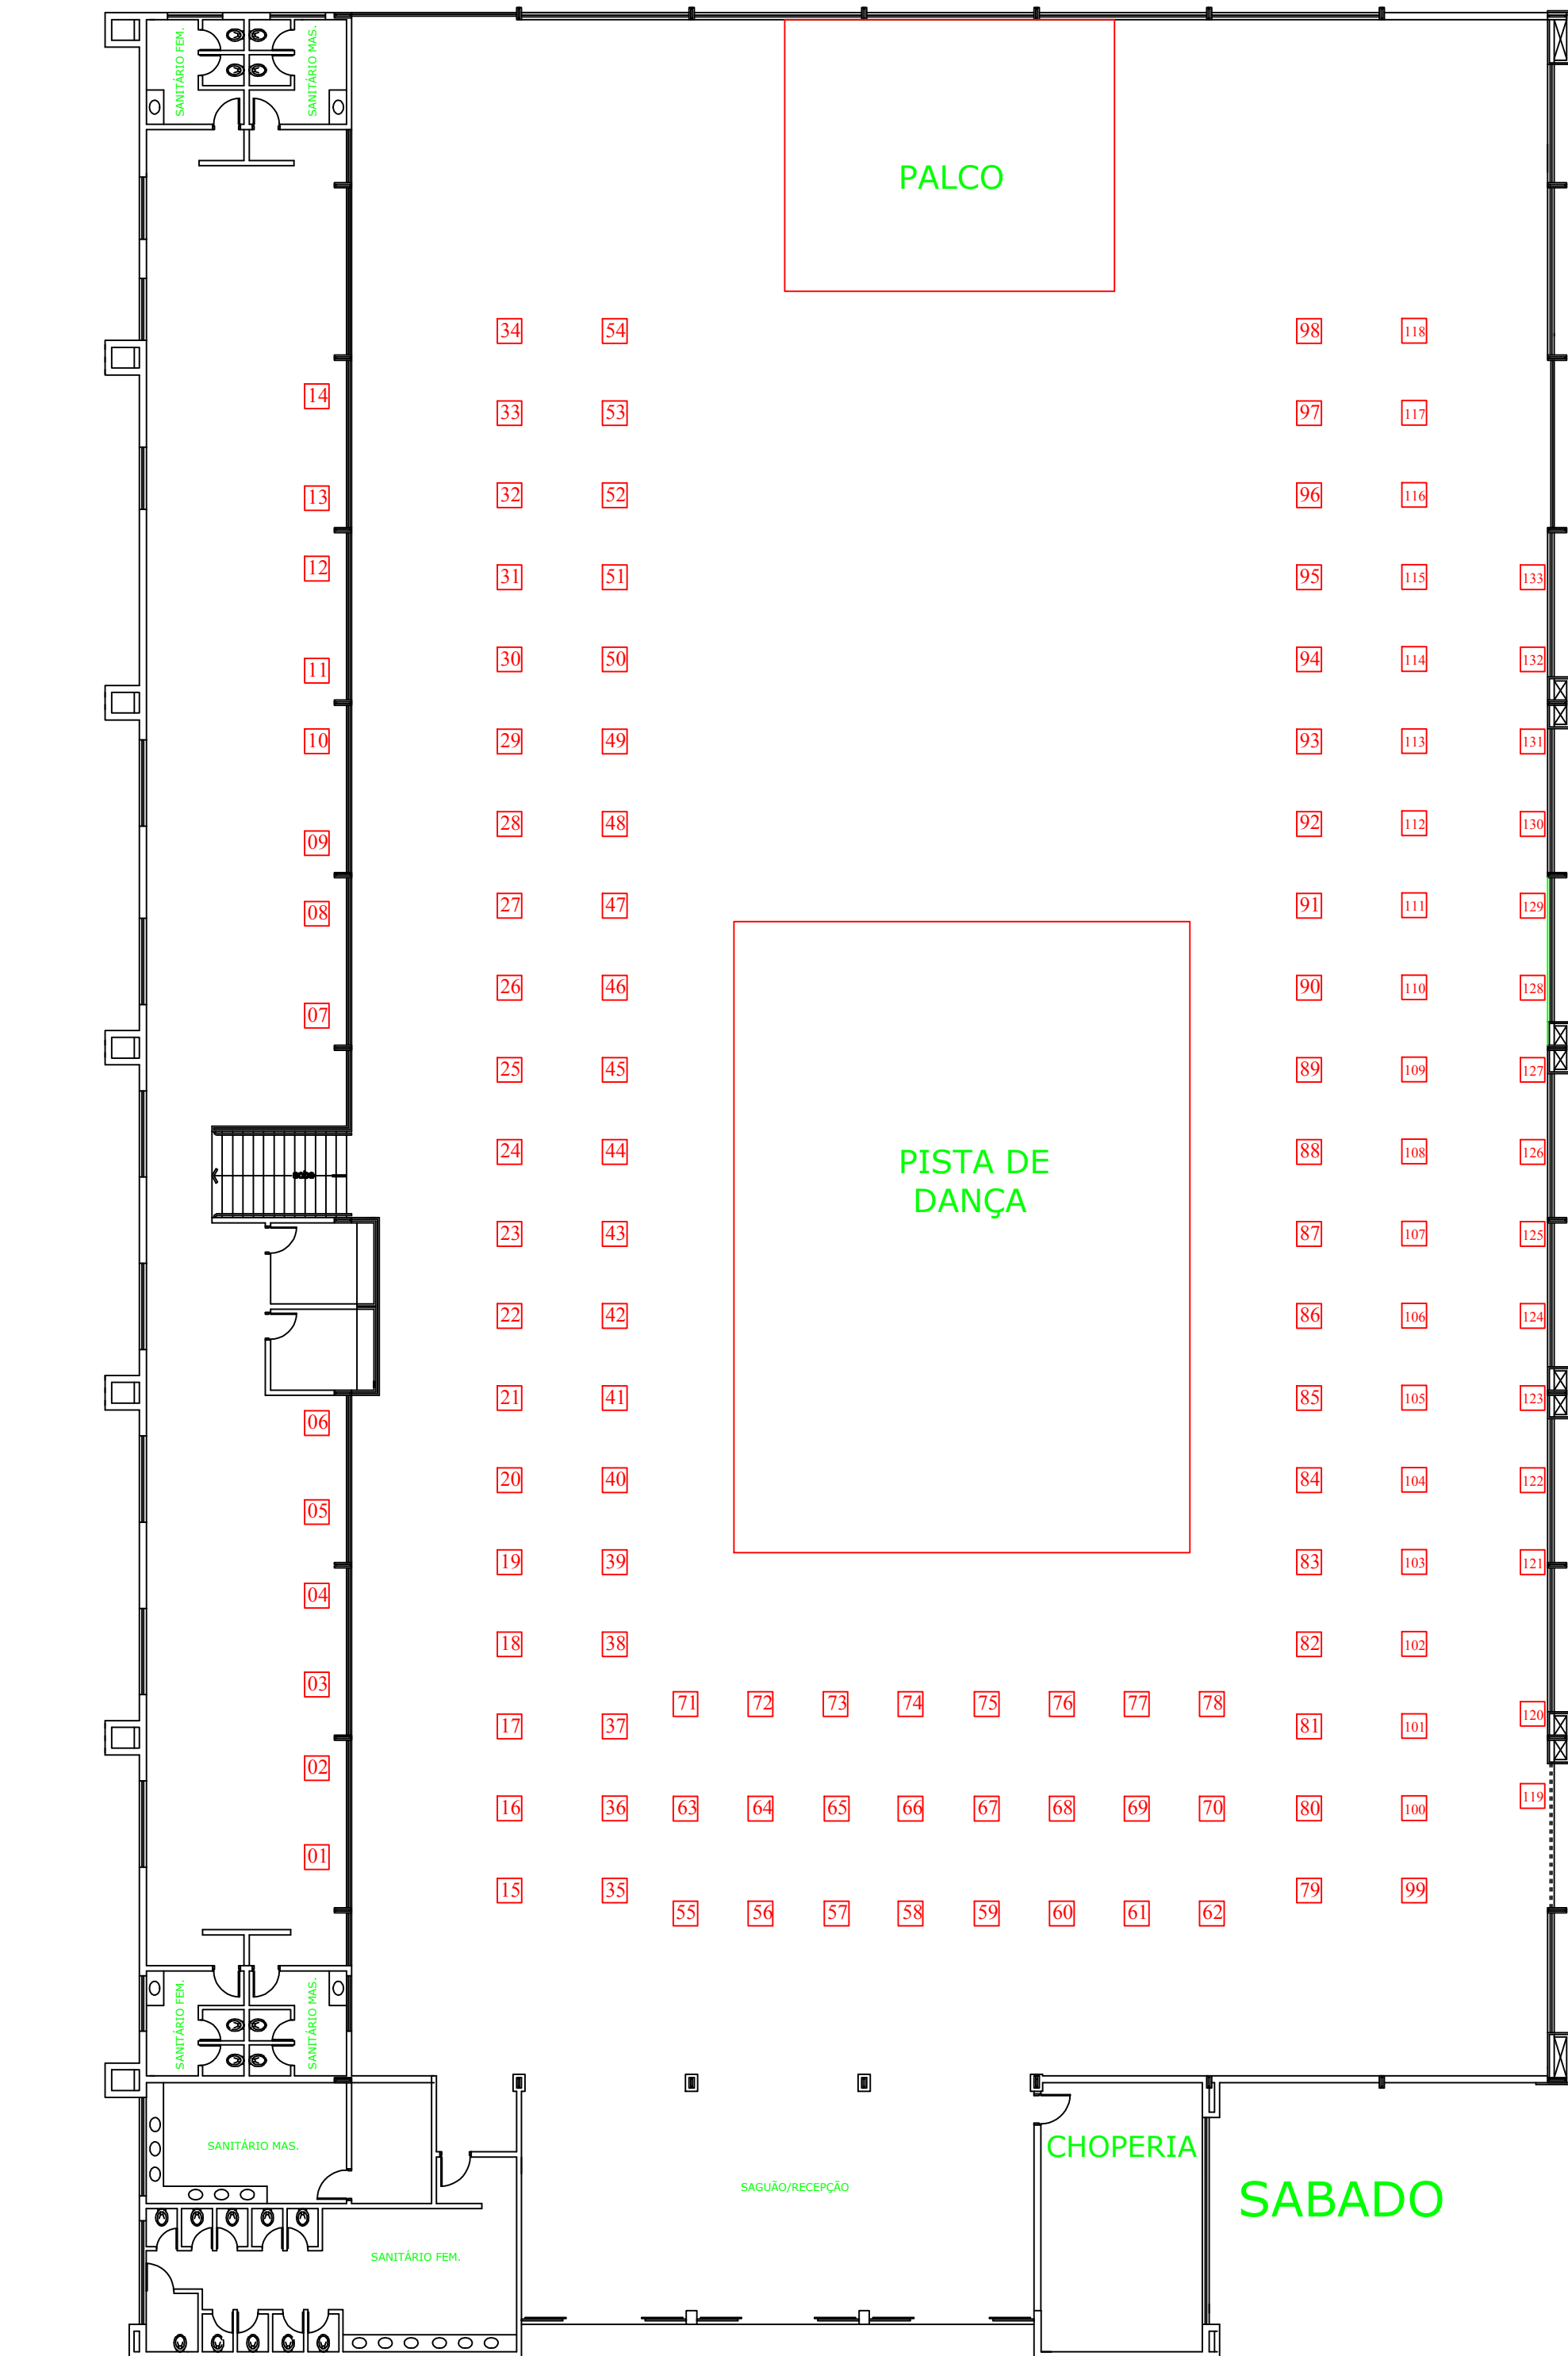 SANITÁRIO FEM.
SANITÁRIO MAS.
PALCO
34 54 98 118
14
33 53 97 117
13
32 52 96 116
12
31 51 95 115 133
11
30 50 94 114 132
10
29 49 93 113 131
09
28 48 92 112 130
08
27 47 91 111 129
07
26 46 90 110 128
25 45 89 109 127
24 44 88 108 126
PISTA DE
DANÇA
sobe
23 43 87 107 125
22 42 86 106 124
06
21 41 85 105 123
05
20 40 84 104 122
04
19 39 83 103 121
03
18 38 82 102
71 72 73 74 75 76 77 78
02
17 37 81 101 120
01
16 36 63 64 65 66 67 68 69 70 80 100 119
15 35 79 99
55 56 57 58 59 60 61 62
SANITÁRIO FEM.
SANITÁRIO MAS.
SANITÁRIO MAS.
CHOPERIA
SAGUÃO/RECEPÇÃO
SABADO
SANITÁRIO FEM.